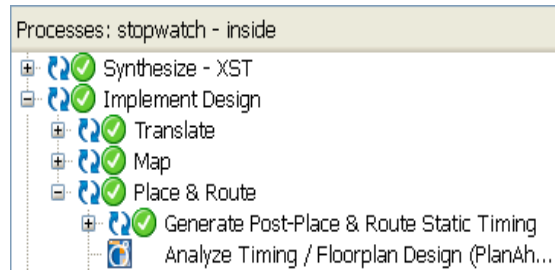 Processes: stopwatch - inside
Synthesize - XST
Implement Design
Translate
Map
Place & Route
Generate Post-Place & Route Static Timing
Analyze Timing / Floorplan Design (PlanAh...